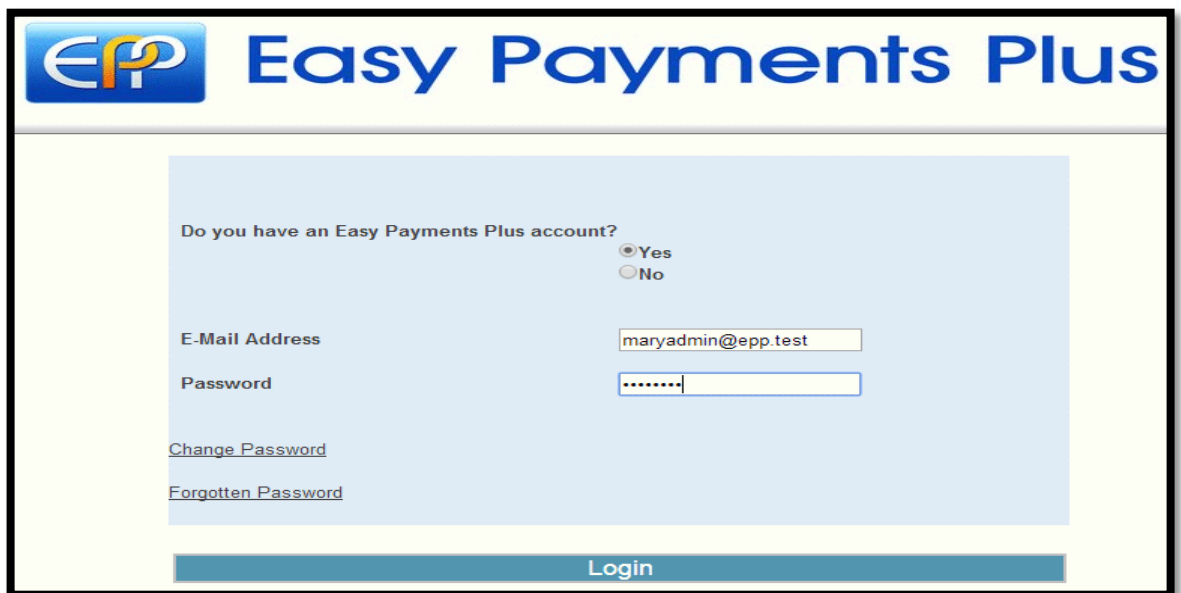 EPP Easy Payments Plus
Do you have an Easy Payments Plus account?
Yes
No
E-Mail Address maryadmin@epp.test
Password ••••••••
Change Password
Forgotten Password
Login